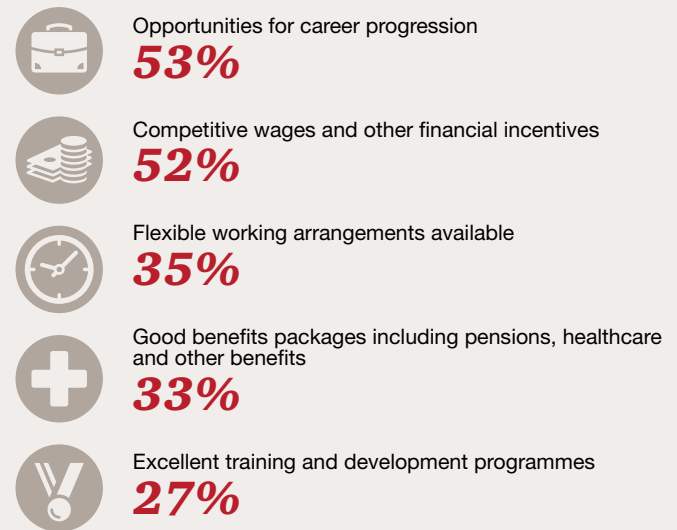 Opportunities for career progression
53%
Competitive wages and other financial incentives
52%
Flexible working arrangements available
35%
Good benefits packages including pensions, healthcare
and other benefits
33%
Excellent training and development programmes
27%